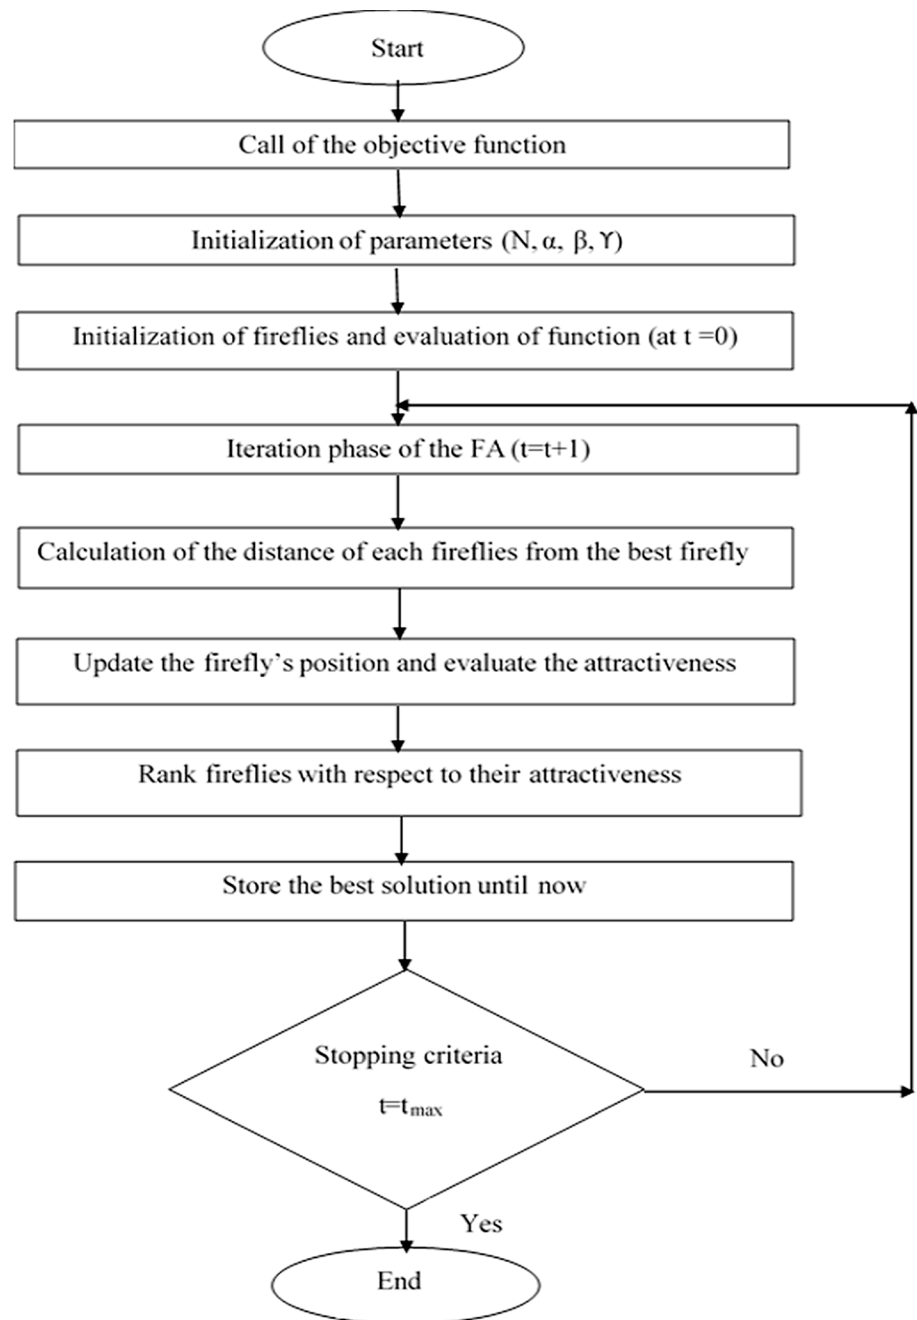 Start
Call of the objective function
Initialization of parameters (N, α, β, ϒ)
Initialization of fireflies and evaluation of function (at t =0)
Iteration phase of the FA (t=t+1)
Calculation of the distance of each fireflies from the best firefly
Update the firefly’s position and evaluate the attractiveness
Rank fireflies with respect to their attractiveness
Store the best solution until now
Stopping criteria
t=tmax
No
Yes
End